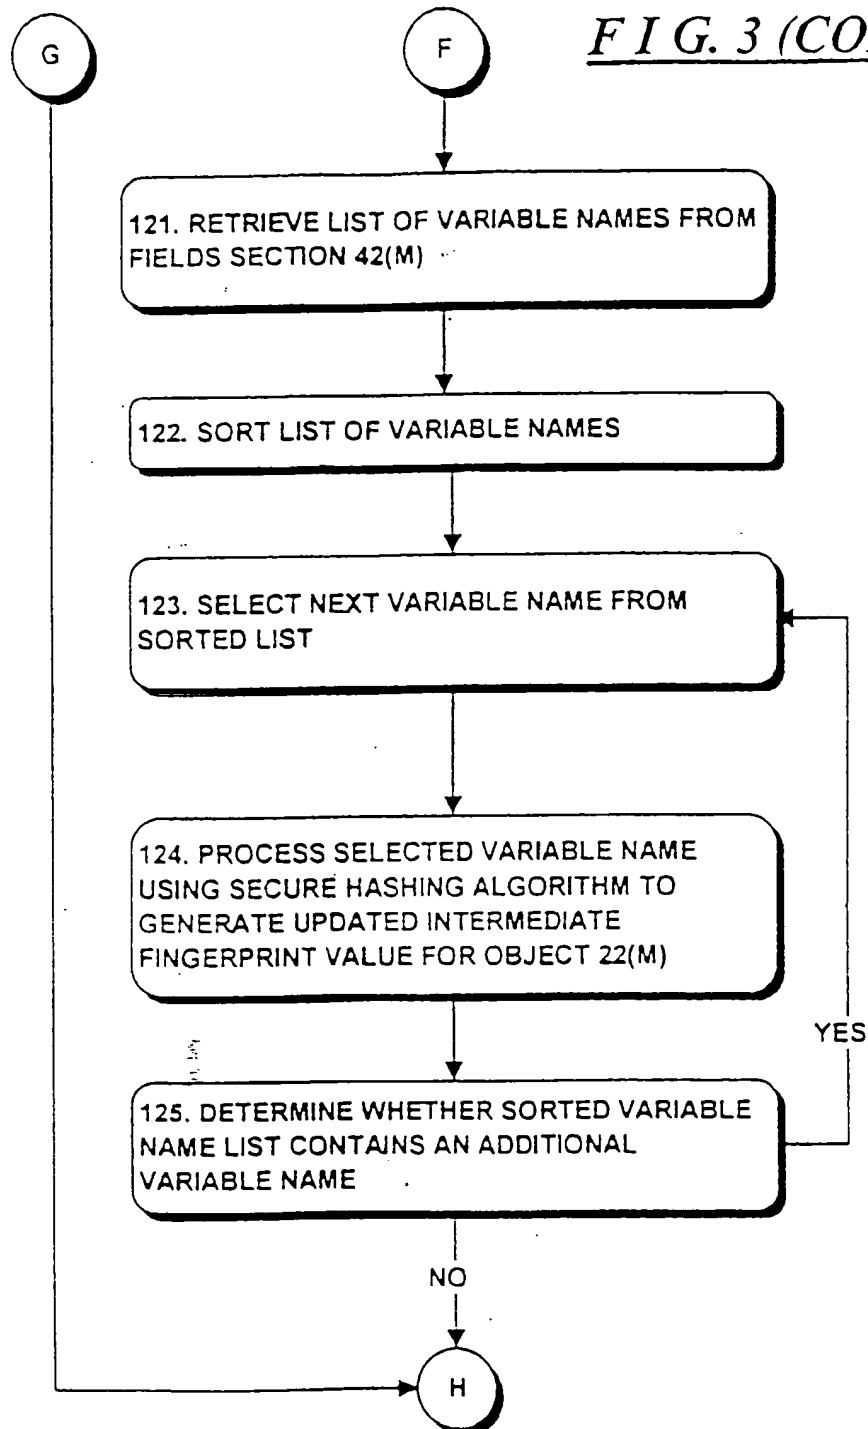 G
F
FIG. 3 (CO
121. RETRIEVE LIST OF VARIABLE NAMES FROM
FIELDS SECTION 42(M)
122. SORT LIST OF VARIABLE NAMES
123. SELECT NEXT VARIABLE NAME FROM
SORTED LIST
124. PROCESS SELECTED VARIABLE NAME
USING SECURE HASHING ALGORITHM TO
GENERATE UPDATED INTERMEDIATE
FINGERPRINT VALUE FOR OBJECT 22(M)
YES
125. DETERMINE WHETHER SORTED VARIABLE
NAME LIST CONTAINS AN ADDITIONAL
VARIABLE NAME
NO
H